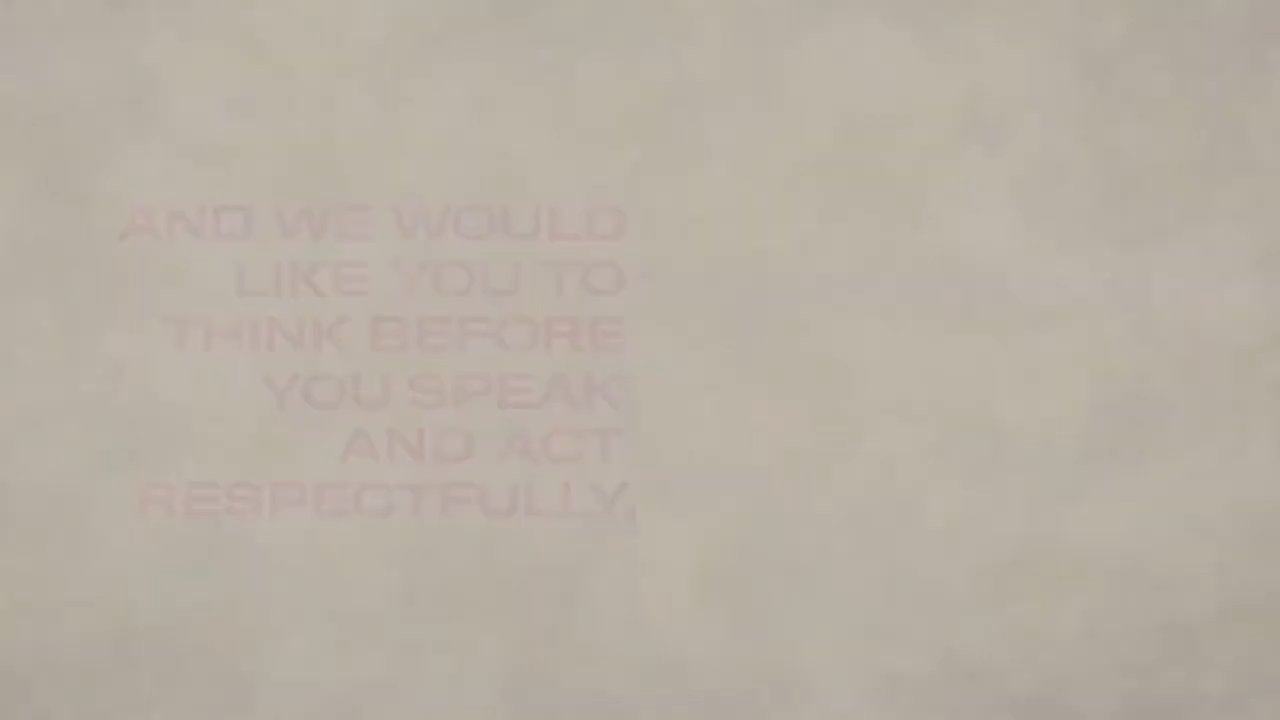 AND WE WOULD
LIKE YOU TO
THINK BEFORE
YOU SPEAK
AND ACT
RESPECTFULLY,